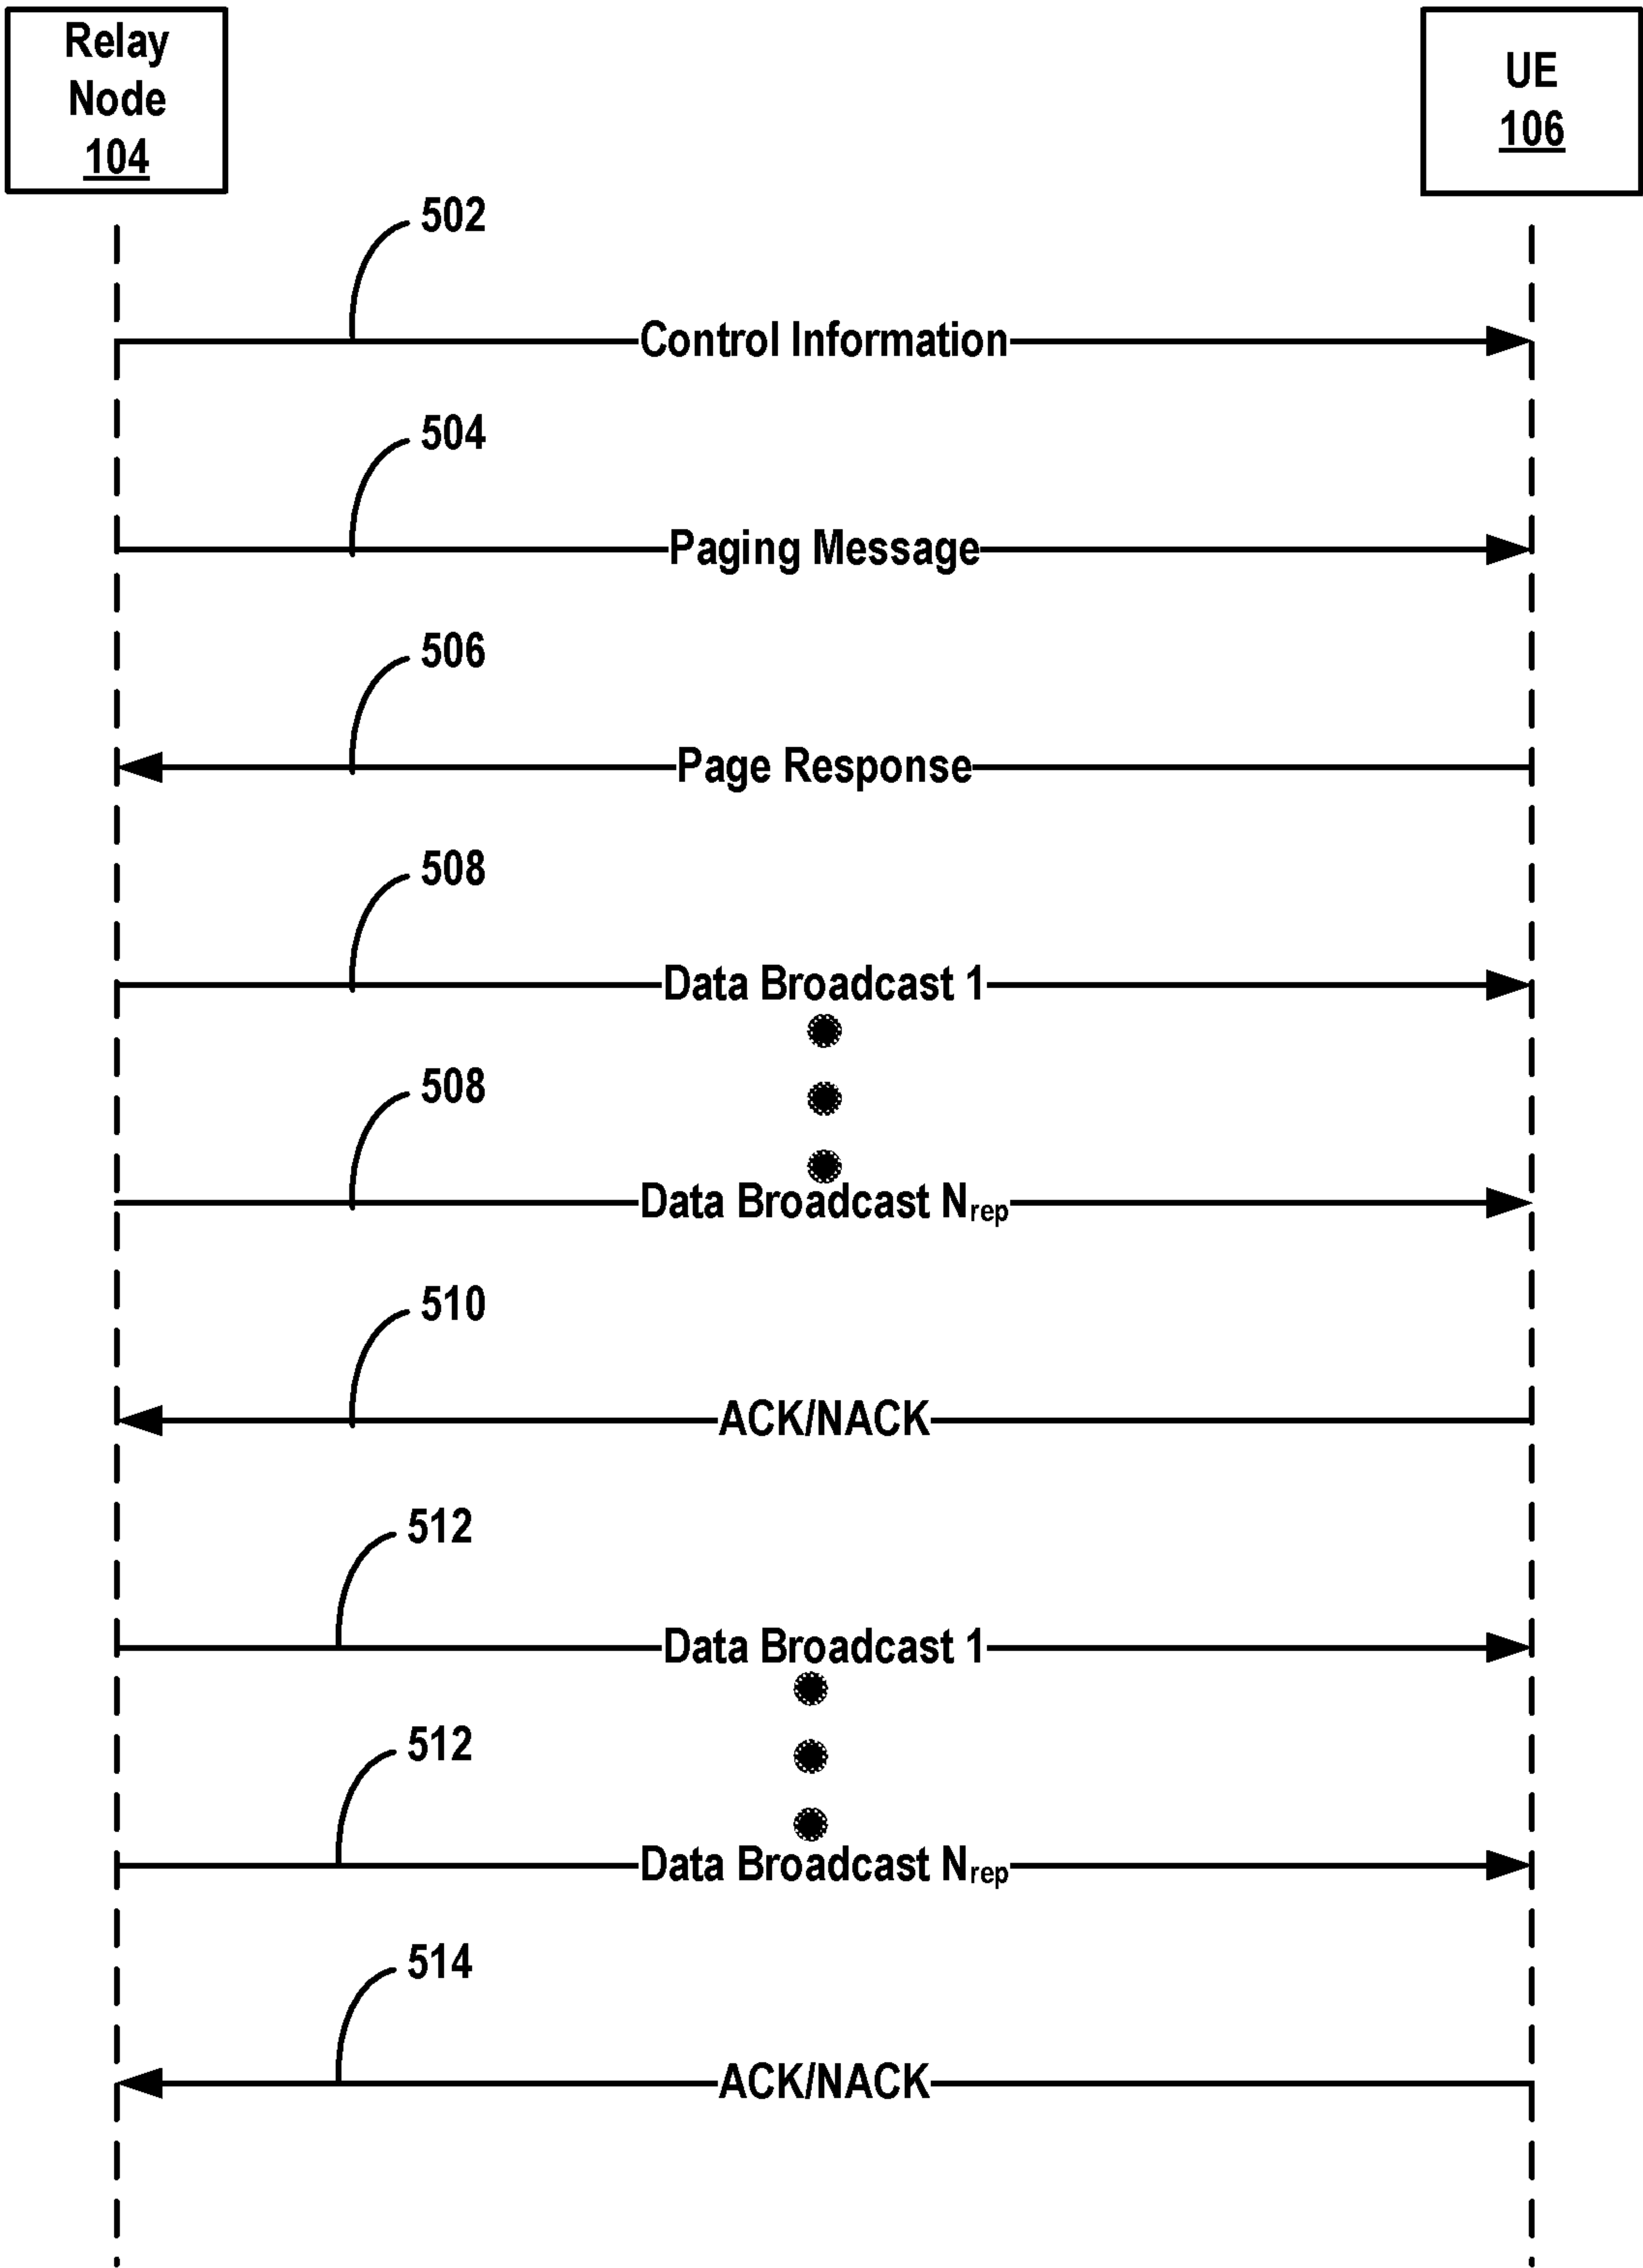 Relay
Node
104
UE
106
502
Control Information
504
Paging Message
506
Page Response
508
Data Broadcast 1
508
Data Broadcast Nrep
510
ACK/NACK
512
Data Broadcast 1
512
Data Broadcast Nrep
514
ACK/NACK